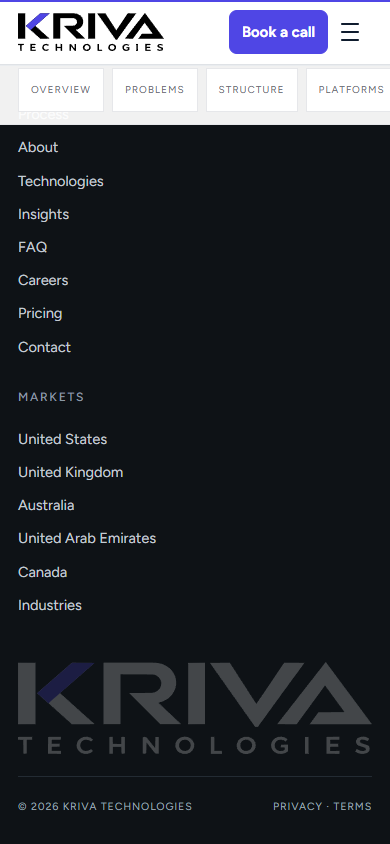 KRIVA
TECHNOLOGIES
Book a call
OVERVIEW
PROBLEMS
STRUCTURE
PLATFORMS
Process
About
Technologies
Insights
FAQ
Careers
Pricing
Contact
MARKETS
United States
United Kingdom
Australia
United Arab Emirates
Canada
Industries
KRIVA
TECHNOLOGIES
© 2026 KRIVA TECHNOLOGIES
PRIVACY · TERMS